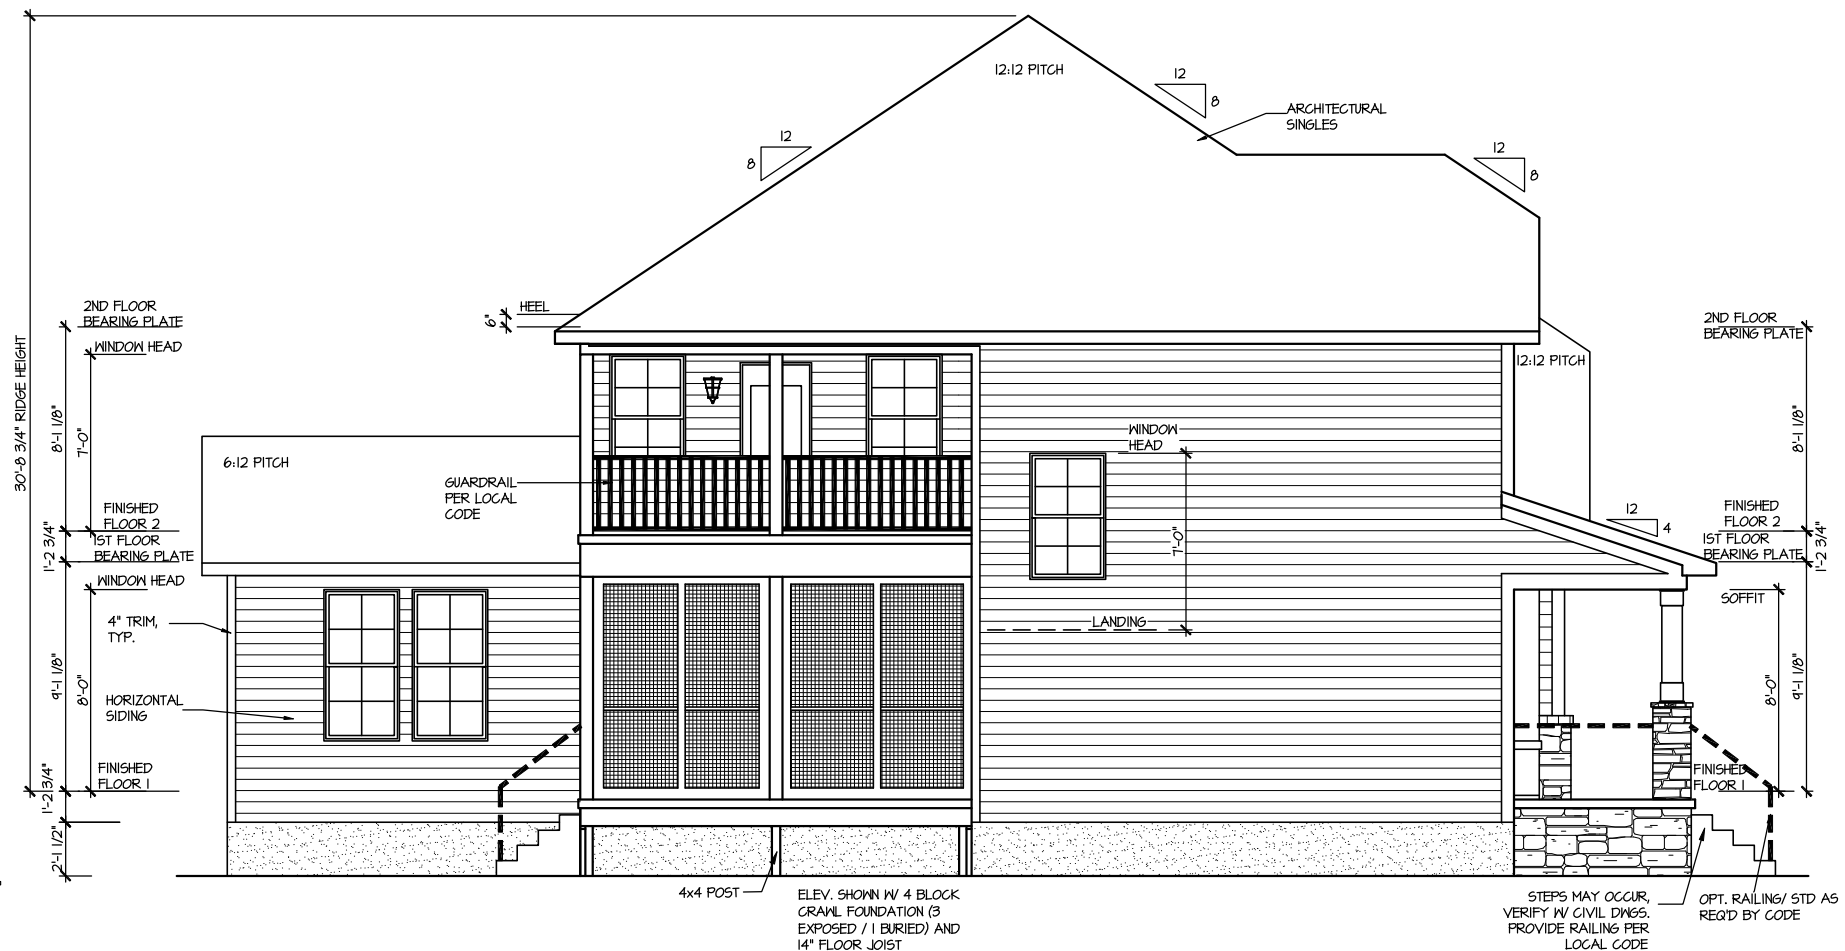 12:12 PITCH
12
8
ARCHITECTURAL
SINGLES
12
8
12
8
30'-8 3/4" RIDGE HEIGHT
2ND FLOOR
BEARING PLATE
WINDOW HEAD
8'-1 1/8"
7'-0"
6"
HEEL
6:12 PITCH
FINISHED
FLOOR 2
1'-2 3/4"
1ST FLOOR
BEARING PLATE
WINDOW HEAD
4" TRIM,
TYP.
9'-1 1/8"
8'-0"
HORIZONTAL
SIDING
FINISHED
FLOOR 1
1'-2 3/4"
2'-1 1/2"
GUARDRAIL
PER LOCAL
CODE
WINDOW
HEAD
7'-0"
LANDING
12:12 PITCH
12
4
2ND FLOOR
BEARING PLATE
8'-1 1/8"
FINISHED
FLOOR 2
1ST FLOOR
BEARING PLATE
1'-2 3/4"
SOFFIT
8'-0"
9'-1 1/8"
FINISHED
FLOOR 1
4x4 POST
ELEV. SHOWN W/ 4 BLOCK
CRAWL FOUNDATION (3
EXPOSED / 1 BURIED) AND
14" FLOOR JOIST
STEPS MAY OCCUR,
VERIFY W/ CIVIL DWGS.
PROVIDE RAILING PER
LOCAL CODE
OPT. RAILING/ STD AS
REQ'D BY CODE